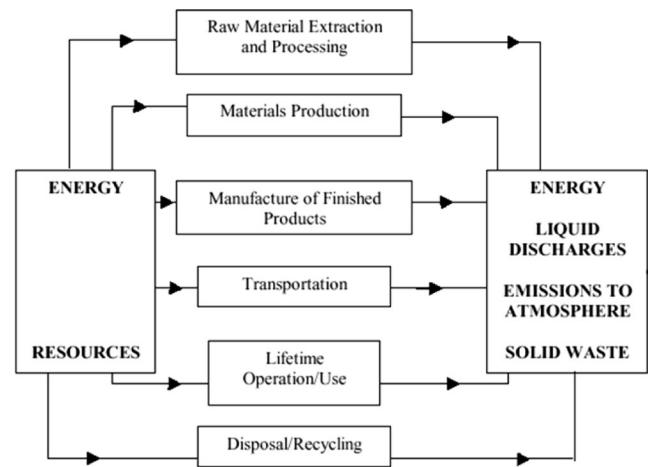 Raw Material Extraction
and Processing
Materials Production
ENERGY
RESOURCES
Manufacture of Finished
Products
Transportation
Lifetime
Operation/Use
Disposal/Recycling
ENERGY
LIQUID
DISCHARGES
EMISSIONS TO
ATMOSPHERE
SOLID WASTE